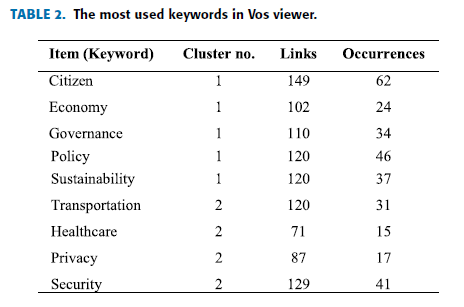 TABLE 2. The most used keywords in Vos viewer.
Item (Keyword) Cluster no. Links Occurrences
Citizen 1 149 62
Economy 1 102 24
Governance 1 110 34
Policy 1 120 46
Sustainability 1 120 37
Transportation 2 120 31
Healthcare 2 71 15
Privacy 2 87 17
Security 2 129 41